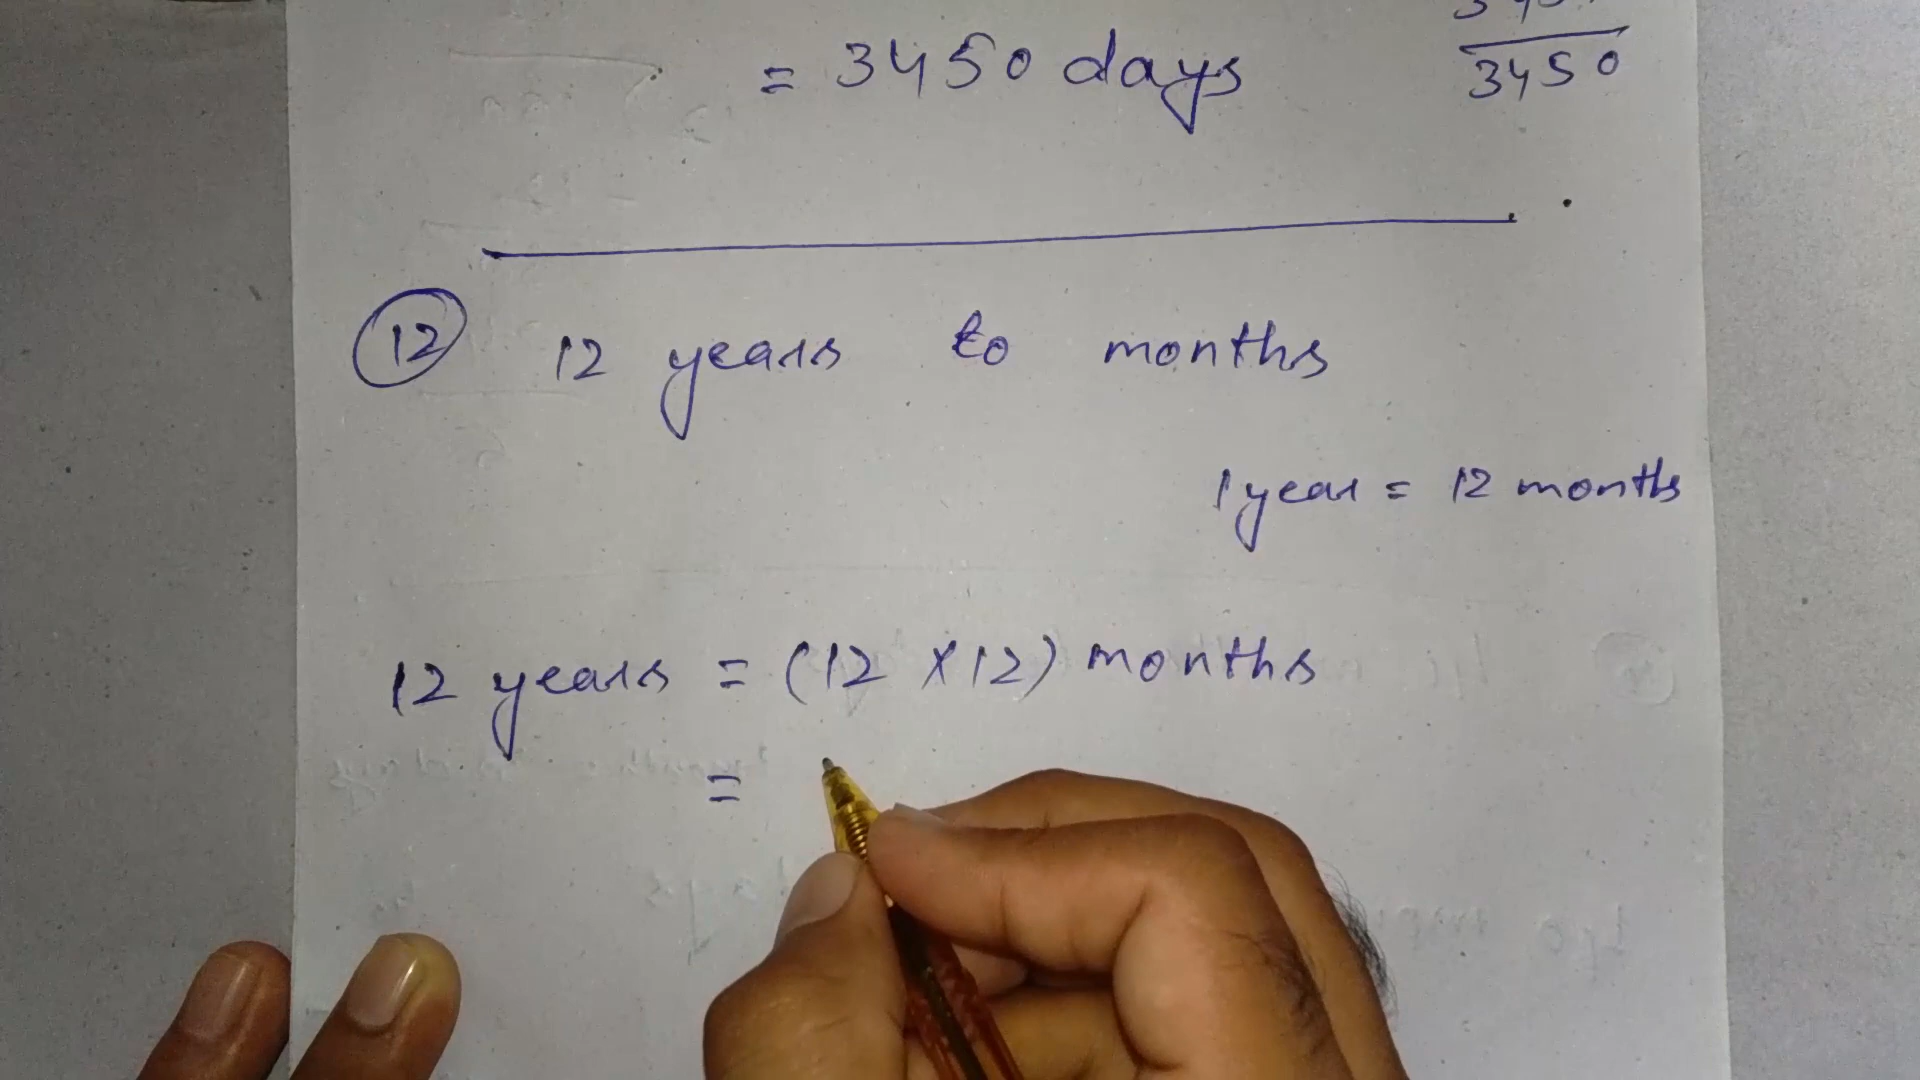 = 3450 days
3450
12 12 years to months
1 year = 12 months
12 years = (12 x 12) months
=